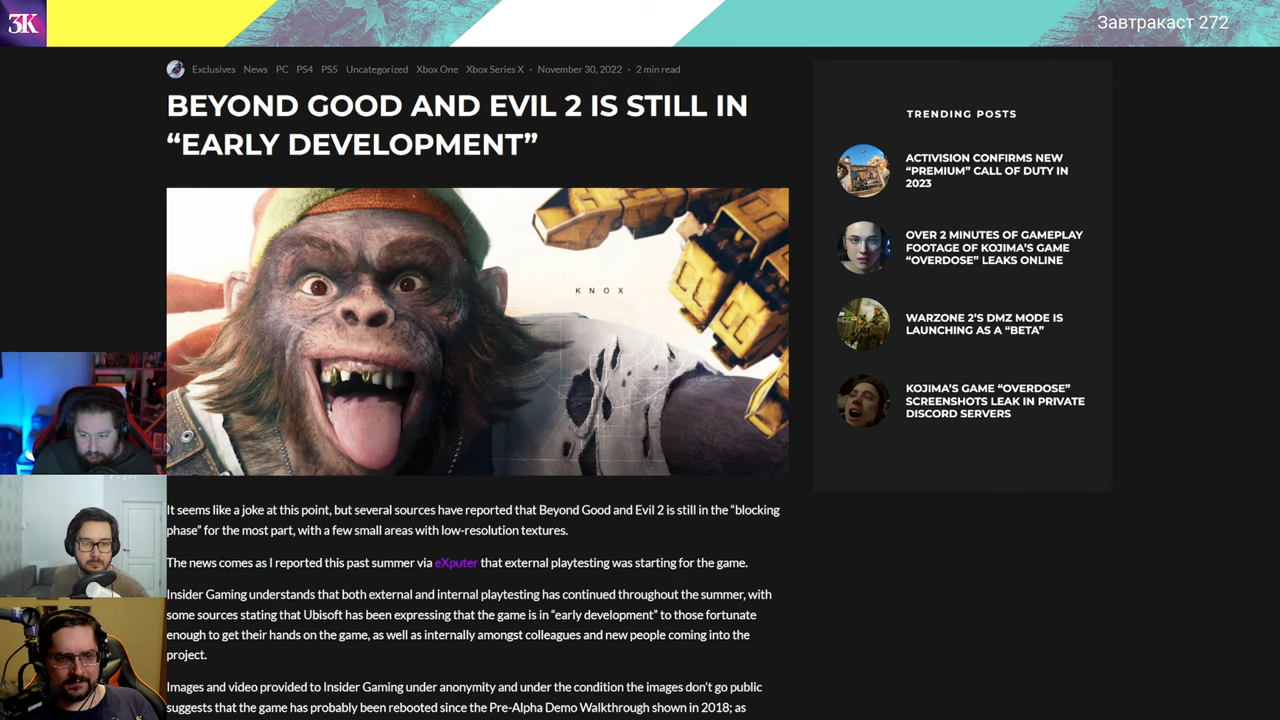 3K
Завтракаст 272
Exclusives News PC PS4 PS5 Uncategorized Xbox One Xbox Series X · November 30, 2022 · 2 min read
BEYOND GOOD AND EVIL 2 IS STILL IN
“EARLY DEVELOPMENT”
KNOX
It seems like a joke at this point, but several sources have reported that Beyond Good and Evil 2 is still in the “blocking
phase” for the most part, with a few small areas with low-resolution textures.
The news comes as I reported this past summer via eXputer that external playtesting was starting for the game.
Insider Gaming understands that both external and internal playtesting has continued throughout the summer, with
some sources stating that Ubisoft has been expressing that the game is in “early development” to those fortunate
enough to get their hands on the game, as well as internally amongst colleagues and new people coming into the
project.
Images and video provided to Insider Gaming under anonymity and under the condition the images don’t go public
suggests that the game has probably been rebooted since the Pre-Alpha Demo Walkthrough shown in 2018; as
TRENDING POSTS
ACTIVISION CONFIRMS NEW
“PREMIUM” CALL OF DUTY IN
2023
OVER 2 MINUTES OF GAMEPLAY
FOOTAGE OF KOJIMA’S GAME
“OVERDOSE” LEAKS ONLINE
WARZONE 2’S DMZ MODE IS
LAUNCHING AS A “BETA”
KOJIMA’S GAME “OVERDOSE”
SCREENSHOTS LEAK IN PRIVATE
DISCORD SERVERS